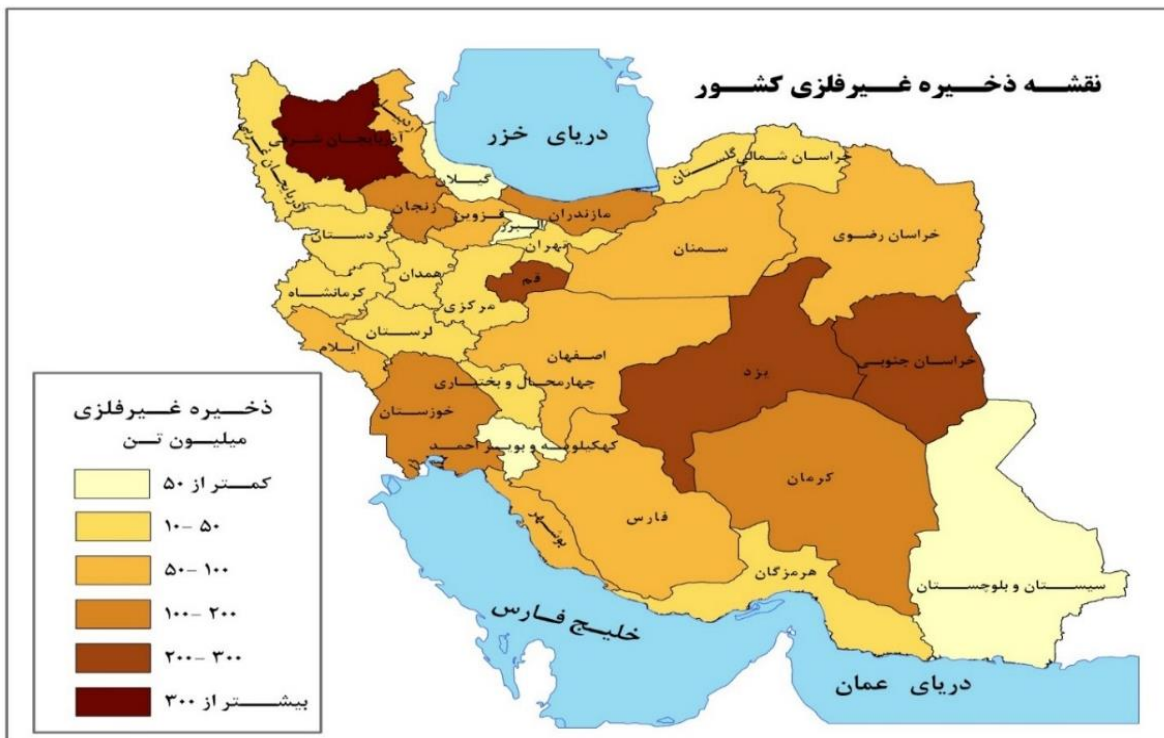 نقشه ذخیره غیرفلزی کشور
دریای خزر
اردبیل
آذربایجان شرقی
آذربایجان غربی
گیلان
گلستان
خراسان شمالی
زنجان
قزوین
البرز
مازندران
تهران
سمنان
خراسان رضوی
کردستان
همدان
کرمانشاه
مرکزی
قم
لرستان
ایلام
اصفهان
یزد
خراسان جنوبی
چهارمحال و بختیاری
خوزستان
کهکیلویه و بویر احمد
کرمان
فارس
بوشهر
هرمزگان
سیستان و بلوچستان
خلیج فارس
دریای عمان
ذخیره غیرفلزی
میلیون تن
کمتر از ۵۰
۱۰-۵۰
۵۰-۱۰۰
۱۰۰-۲۰۰
۲۰۰-۳۰۰
بیشتر از ۳۰۰